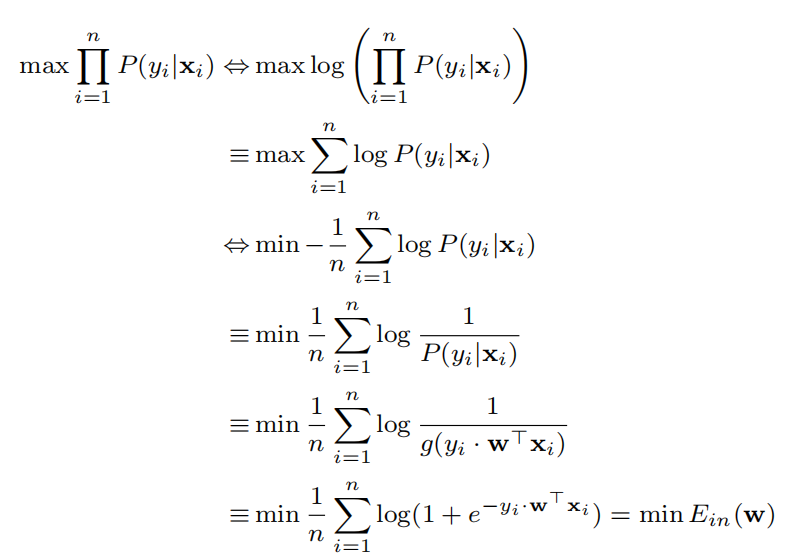 max ∏_{i=1}^{n} P(y_i|x_i) ⇔ max log (∏_{i=1}^{n} P(y_i|x_i))
≡ max ∑_{i=1}^{n} log P(y_i|x_i)
⇔ min − 1/n ∑_{i=1}^{n} log P(y_i|x_i)
≡ min 1/n ∑_{i=1}^{n} log 1/P(y_i|x_i)
≡ min 1/n ∑_{i=1}^{n} log 1/g(y_i · w^⊤ x_i)
≡ min 1/n ∑_{i=1}^{n} log(1 + e^{−y_i · w^⊤ x_i}) = min E_{in}(w)